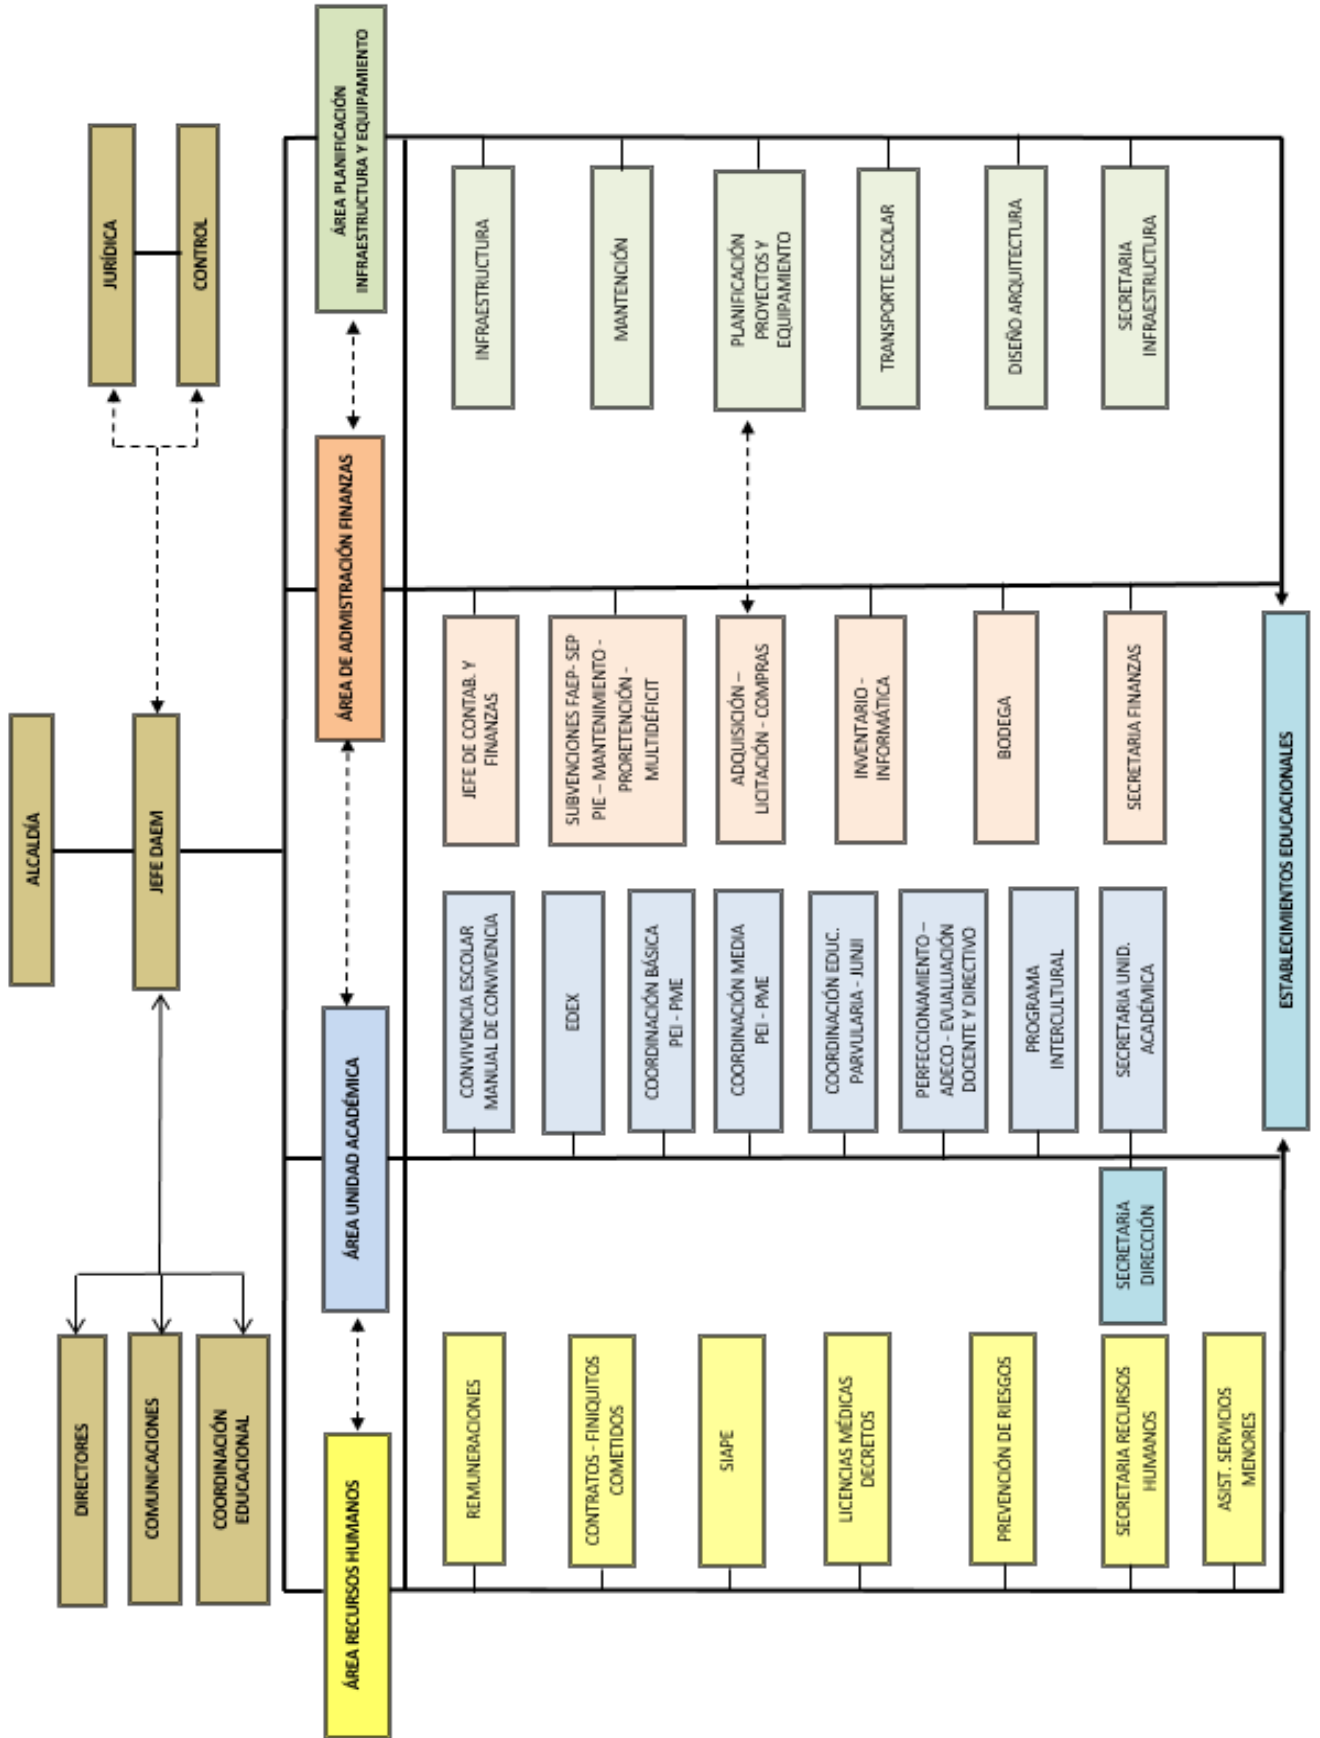 ALCALDÍA
JEFE DAEM
DIRECTORES
COMUNICACIONES
COORDINACIÓN
EDUCACIONAL
JURÍDICA
CONTROL
ÁREA RECURSOS HUMANOS
ÁREA UNIDAD ACADÉMICA
ÁREA DE ADMISTRACIÓN FINANZAS
ÁREA PLANIFICACIÓN
INFRAESTRUCTURA Y EQUIPAMIENTO
REMUNERACIONES
CONTRATOS - FINIQUITOS
COMETIDOS
SIAPE
LICENCIAS MÉDICAS
DECRETOS
PREVENCIÓN DE RIESGOS
SECRETARIA RECURSOS
HUMANOS
ASIST. SERVICIOS
MENORES
SECRETARIA
DIRECCIÓN
CONVIVENCIA ESCOLAR
MANUAL DE CONVIVENCIA
EDEX
COORDINACIÓN BÁSICA
PEI - PME
COORDINACIÓN MEDIA
PEI - PME
COORDINACIÓN EDUC.
PARVULARIA - JUNJI
PERFECCIONAMIENTO –
ADECO - EVLALUACIÓN
DOCENTE Y DIRECTIVO
PROGRAMA
INTERCULTURAL
SECRETARIA UNID.
ACADÉMICA
JEFE DE CONTAB. Y
FINANZAS
SUBVENCIONES FAEP- SEP
PIE – MANTENIMIENTO -
PRORETENCIÓN -
MULTIDÉFICIT
ADQUISICIÓN –
LICITACIÓN - COMPRAS
INVENTARIO -
INFORMÁTICA
BODEGA
SECRETARIA FINANZAS
INFRAESTRUCTURA
MANTENCIÓN
PLANIFICACIÓN
PROYECTOS Y
EQUIPAMIENTO
TRANSPORTE ESCOLAR
DISEÑO ARQUITECTURA
SECRETARIA
INFRAESTRUCTURA
ESTABLECIMIENTOS EDUCACIONALES